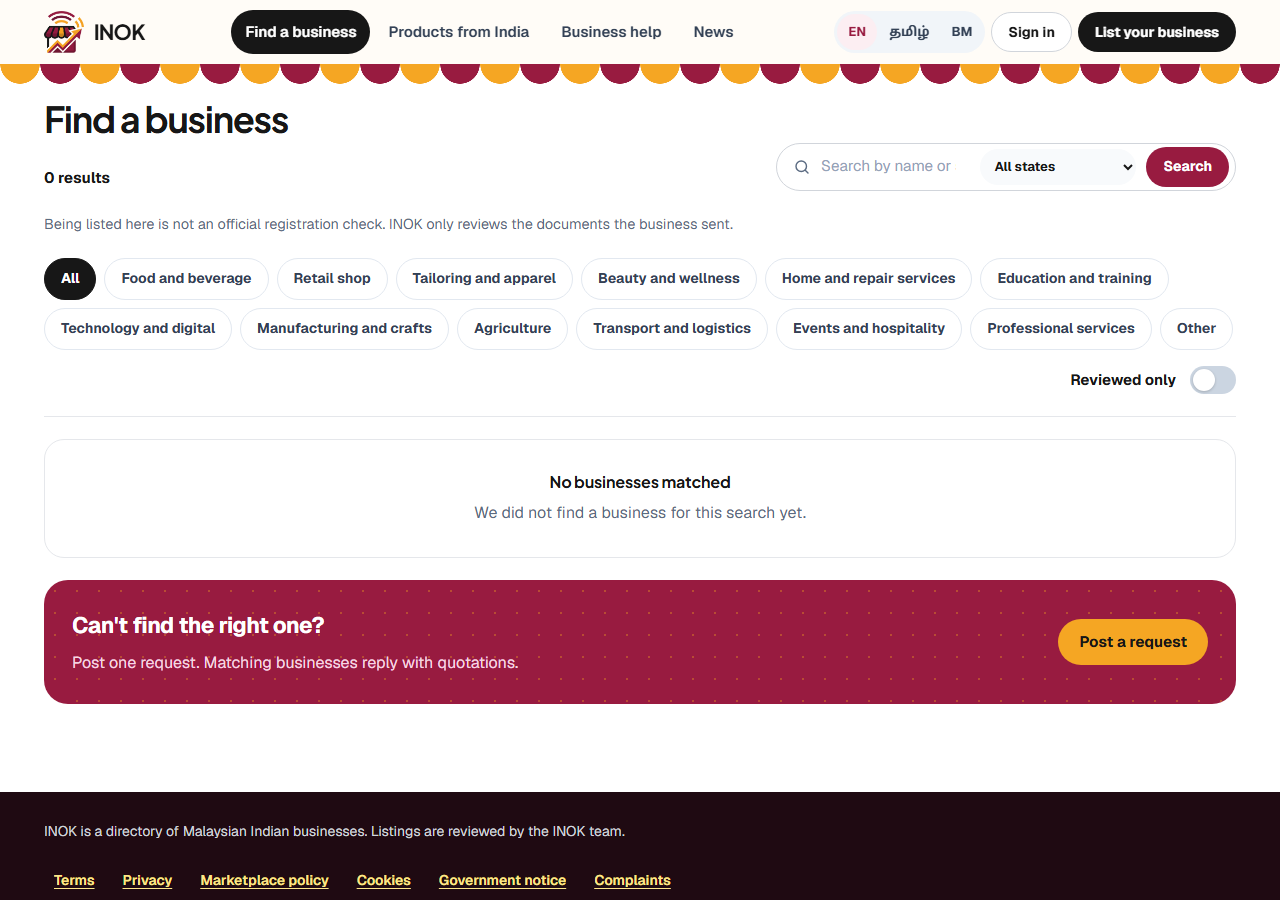 INOK
Find a business
Products from India
Business help
News
EN
தமிழ்
BM
Sign in
List your business
Find a business
0 results
Search by name or
All states
Search
Being listed here is not an official registration check. INOK only reviews the documents the business sent.
All
Food and beverage
Retail shop
Tailoring and apparel
Beauty and wellness
Home and repair services
Education and training
Technology and digital
Manufacturing and crafts
Agriculture
Transport and logistics
Events and hospitality
Professional services
Other
Reviewed only
No businesses matched
We did not find a business for this search yet.
Can't find the right one?
Post one request. Matching businesses reply with quotations.
Post a request
INOK is a directory of Malaysian Indian businesses. Listings are reviewed by the INOK team.
Terms
Privacy
Marketplace policy
Cookies
Government notice
Complaints